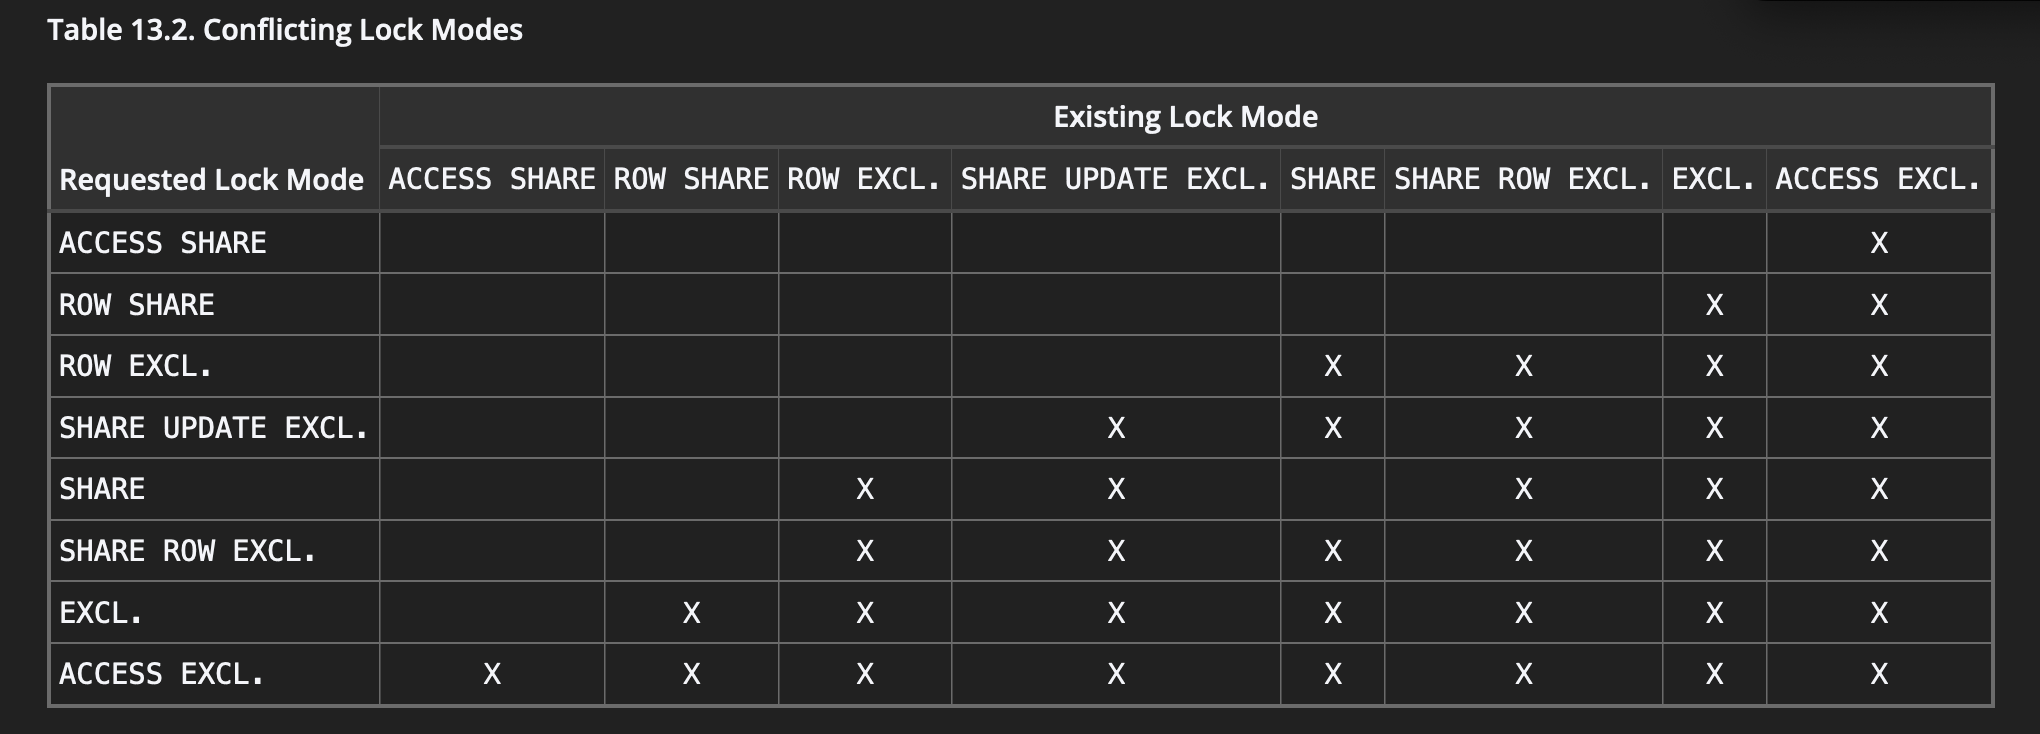 Table 13.2. Conflicting Lock Modes
Existing Lock Mode
Requested Lock Mode ACCESS SHARE ROW SHARE ROW EXCL. SHARE UPDATE EXCL. SHARE SHARE ROW EXCL. EXCL. ACCESS EXCL.
ACCESS SHARE X
ROW SHARE X X
ROW EXCL. X X X X
SHARE UPDATE EXCL. X X X X X
SHARE X X X X X
SHARE ROW EXCL. X X X X X X
EXCL. X X X X X X X
ACCESS EXCL. X X X X X X X X